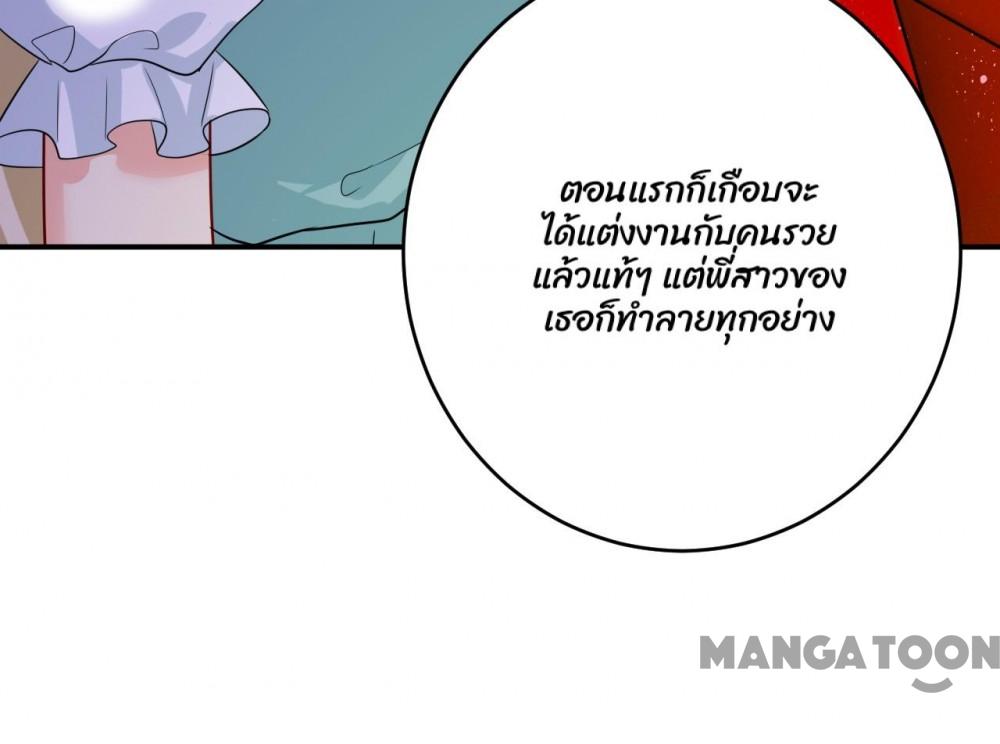 ตอนแรกก็เกือบจะ
ได้แต่งงานกับคนรวย
แล้วแท้ๆ แต่พี่สาวของ
เธอก็ทำลายทุกอย่าง
MANGATOON